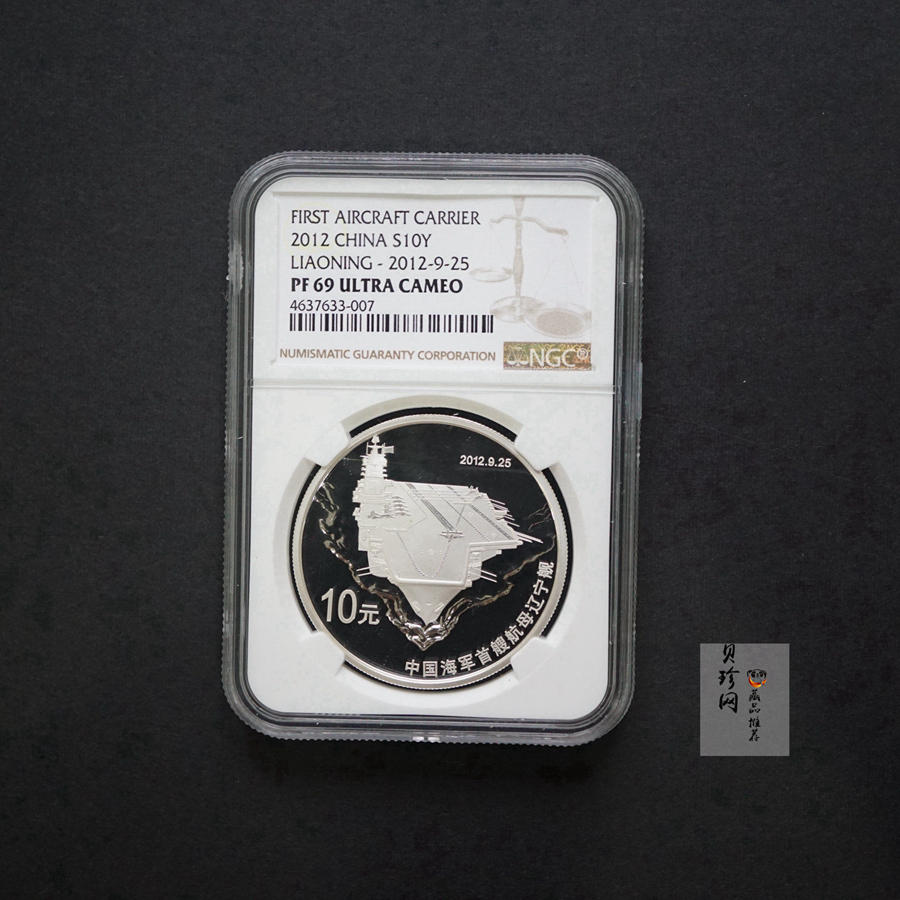 FIRST AIRCRAFT CARRIER
2012 CHINA S10Y
LIAONING - 2012-9-25
PF 69 ULTRA CAMEO
4637633-007
NUMISMATIC GUARANTY CORPORATION
NGC®
2012.9.25
10元
中国海军首艘航母辽宁舰
贝珍网
藏品推荐